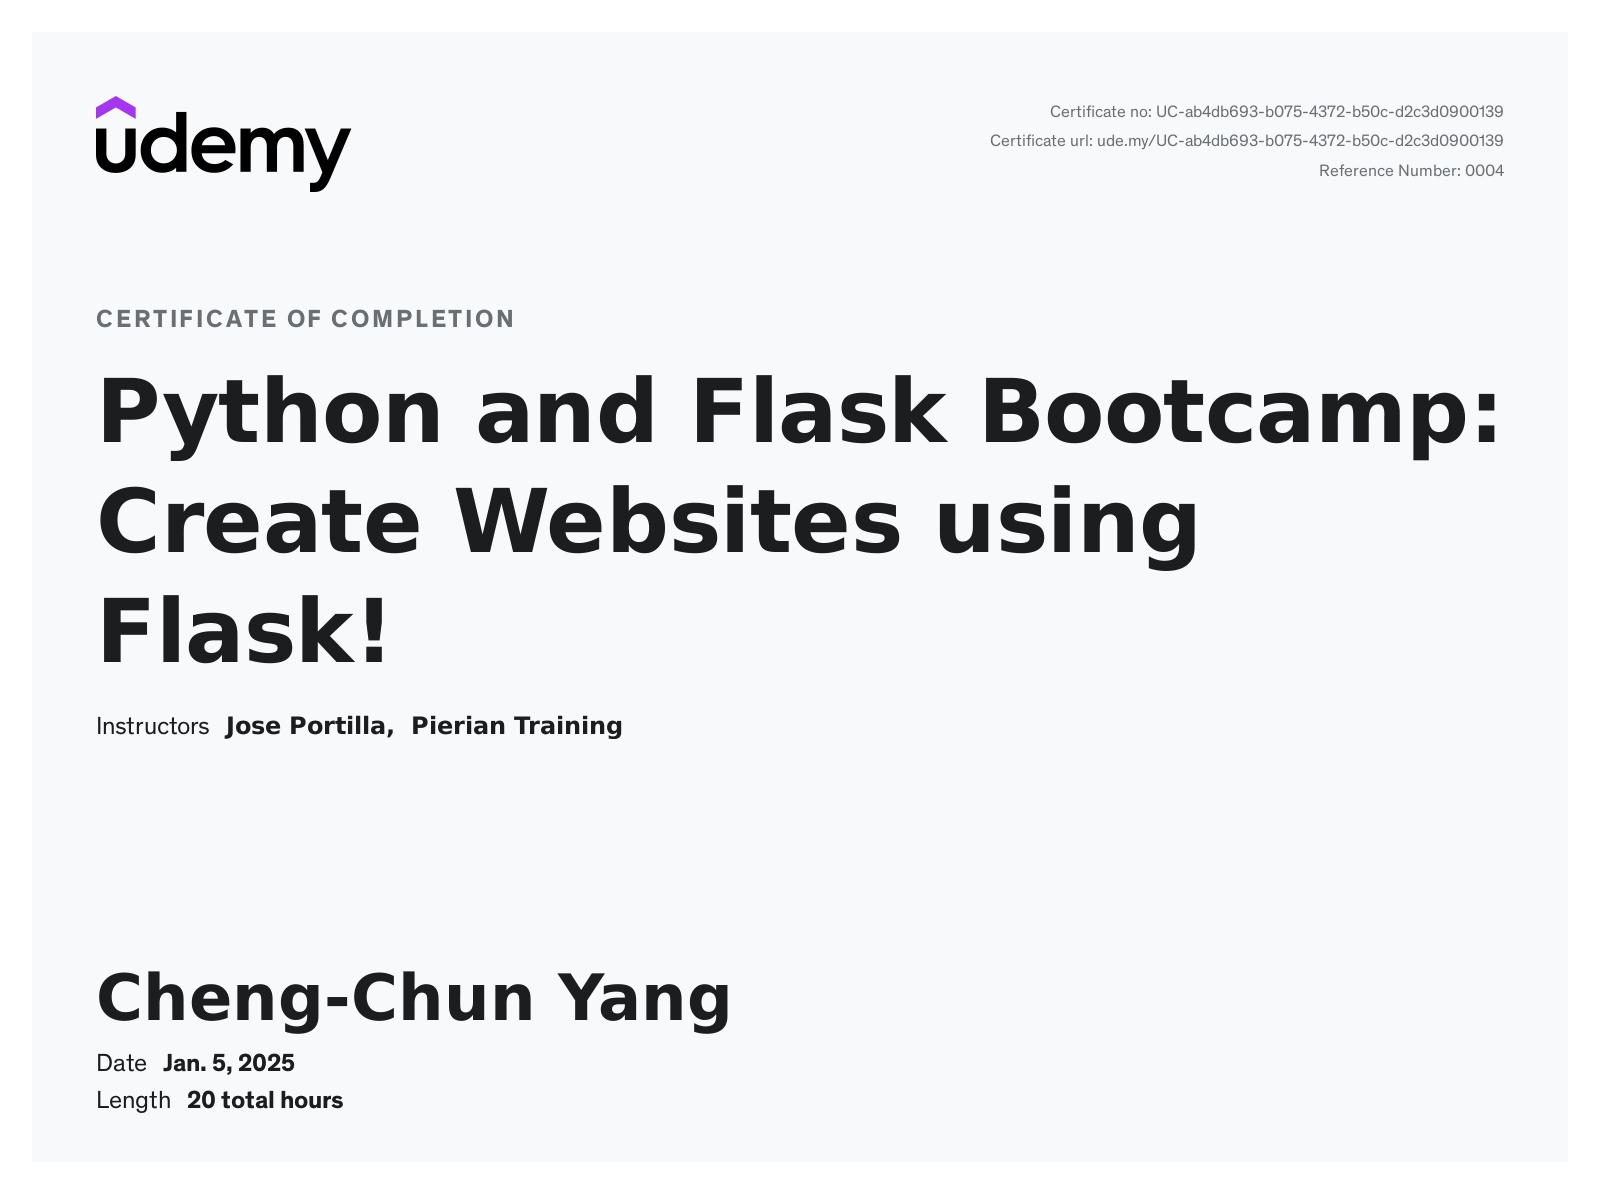 udemy
Certificate no: UC-ab4db693-b075-4372-b50c-d2c3d0900139
Certificate url: ude.my/UC-ab4db693-b075-4372-b50c-d2c3d0900139
Reference Number: 0004
CERTIFICATE OF COMPLETION
Python and Flask Bootcamp:
Create Websites using
Flask!
Instructors Jose Portilla, Pierian Training
Cheng-Chun Yang
Date Jan. 5, 2025
Length 20 total hours